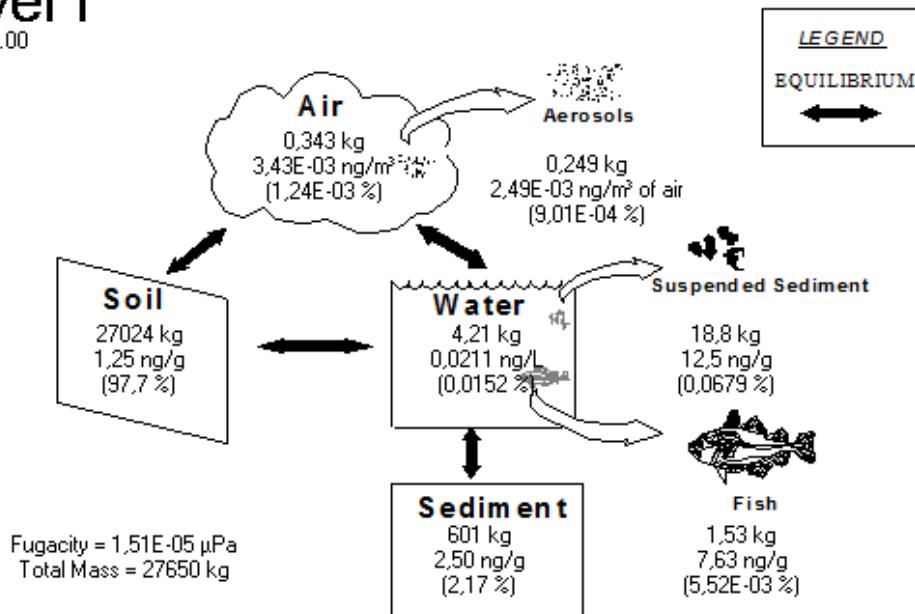 .00
LEGEND
EQUILIBRIUM
Air
0,343 kg
3,43E-03 ng/m³
(1,24E-03 %)
Aerosols
0,249 kg
2,49E-03 ng/m³ of air
(9,01E-04 %)
Soil
27024 kg
1,25 ng/g
(97,7 %)
Water
4,21 kg
0,0211 ng/L
(0,0152 %)
Suspended Sediment
18,8 kg
12,5 ng/g
(0,0679 %)
Fish
1,53 kg
7,63 ng/g
(5,52E-03 %)
Sediment
601 kg
2,50 ng/g
(2,17 %)
Fugacity = 1,51E-05 µPa
Total Mass = 27650 kg